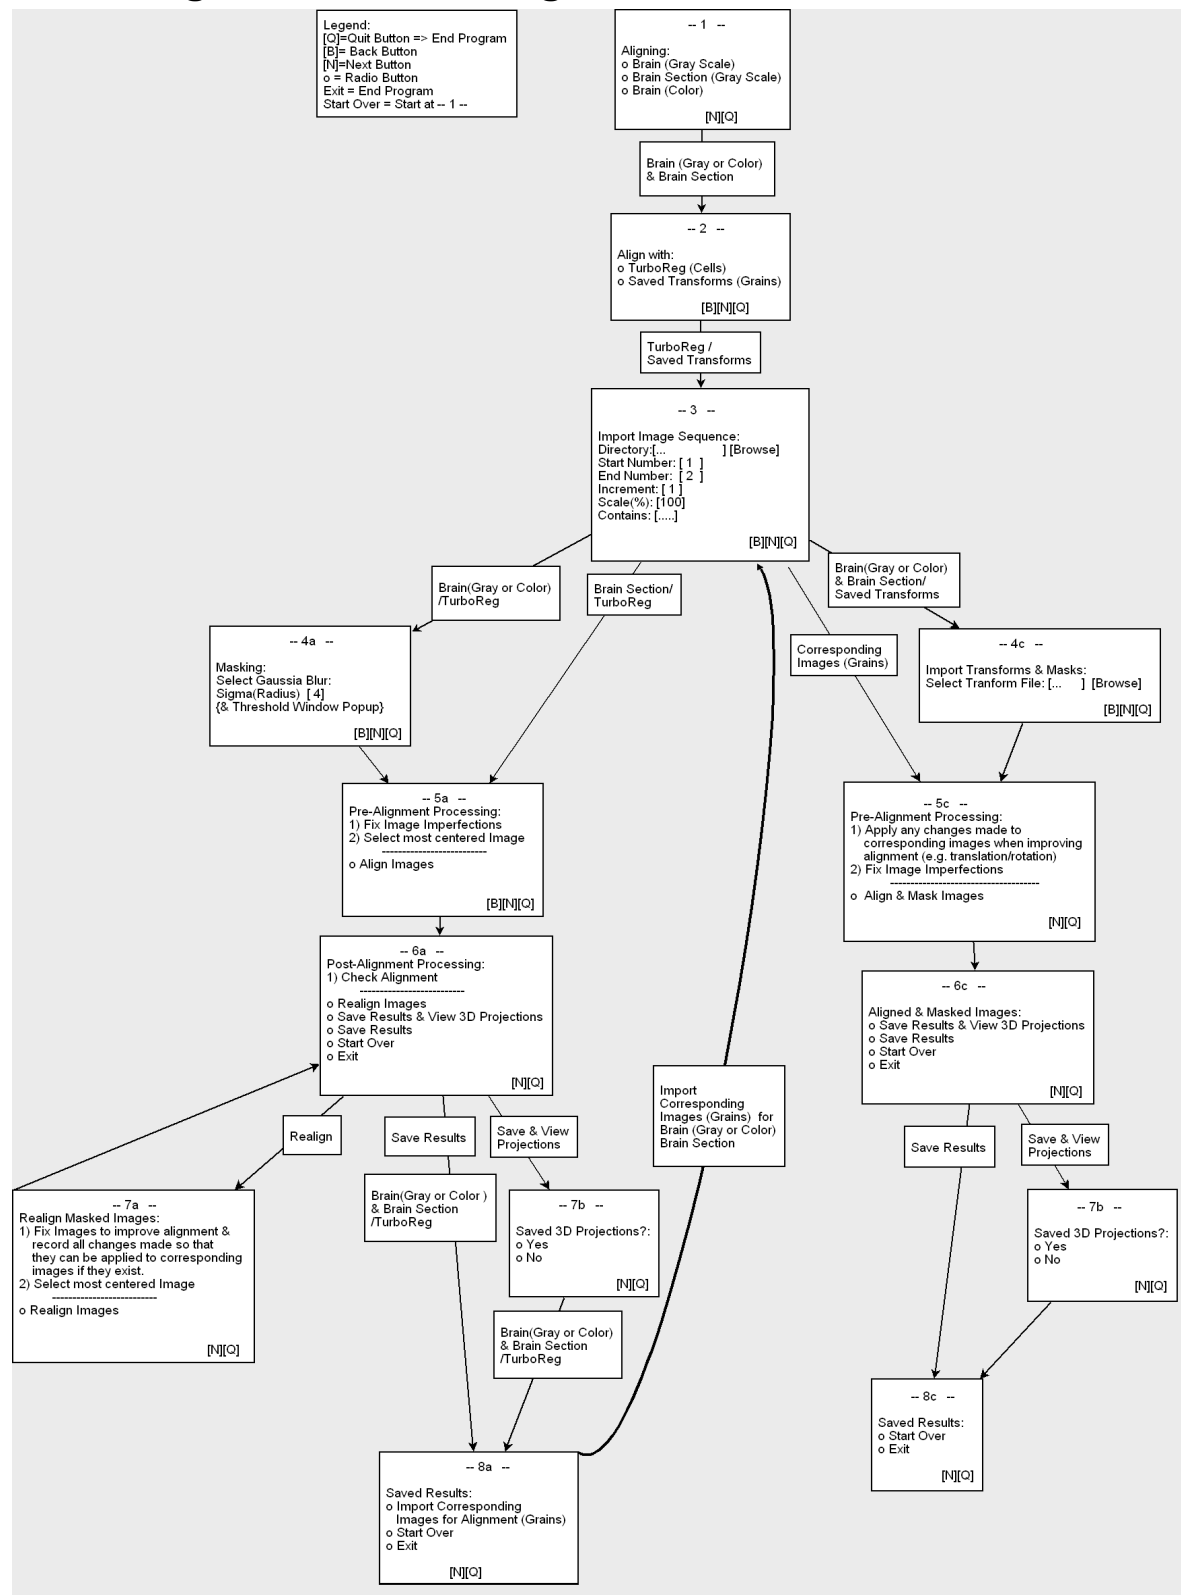 Legend:
[Q]=Quit Button => End Program
[B]= Back Button
[N]=Next Button
o = Radio Button
Exit = End Program
Start Over = Start at -- 1 --
-- 1 --
Aligning:
o Brain (Gray Scale)
o Brain Section (Gray Scale)
o Brain (Color)
[N][Q]
Brain (Gray or Color)
& Brain Section
-- 2 --
Align with:
o TurboReg (Cells)
o Saved Transforms (Grains)
[B][N][Q]
TurboReg /
Saved Transforms
-- 3 --
Import Image Sequence:
Directory:[... ] [Browse]
Start Number: [ 1 ]
End Number: [ 2 ]
Increment: [ 1 ]
Scale(%): [100]
Contains: [.....]
[B][N][Q]
Brain(Gray or Color)
/TurboReg
Brain Section/
TurboReg
Brain(Gray or Color)
& Brain Section/
Saved Transforms
Corresponding
Images (Grains)
-- 4a --
Masking:
Select Gaussia Blur:
Sigma(Radius) [ 4]
{& Threshold Window Popup}
[B][N][Q]
-- 4c --
Import Transforms & Masks:
Select Tranform File: [... ] [Browse]
[B][N][Q]
-- 5a --
Pre-Alignment Processing:
1) Fix Image Imperfections
2) Select most centered Image
--------------------------
o Align Images
[B][N][Q]
-- 5c --
Pre-Alignment Processing:
1) Apply any changes made to
corresponding images when improving
alignment (e.g. translation/rotation)
2) Fix Image Imperfections
-------------------------------------
o Align & Mask Images
[N][Q]
-- 6a --
Post-Alignment Processing:
1) Check Alignment
--------------------------
o Realign Images
o Save Results & View 3D Projections
o Save Results
o Start Over
o Exit
[N][Q]
-- 6c --
Aligned & Masked Images:
o Save Results & View 3D Projections
o Save Results
o Start Over
o Exit
[N][Q]
Import
Corresponding
Images (Grains) for
Brain (Gray or Color)
Brain Section
Realign
Save Results
Save & View
Projections
Save Results
Save & View
Projections
-- 7a --
Realign Masked Images:
1) Fix Images to improve alignment &
record all changes made so that
they can be applied to corresponding
images if they exist.
2) Select most centered Image
--------------------------
o Realign Images
[N][Q]
Brain(Gray or Color )
& Brain Section
/TurboReg
-- 7b --
Saved 3D Projections?:
o Yes
o No
[N][Q]
-- 7b --
Saved 3D Projections?:
o Yes
o No
[N][Q]
Brain(Gray or Color)
& Brain Section
/TurboReg
-- 8c --
Saved Results:
o Start Over
o Exit
[N][Q]
-- 8a --
Saved Results:
o Import Corresponding
Images for Alignment (Grains)
o Start Over
o Exit
[N][Q]